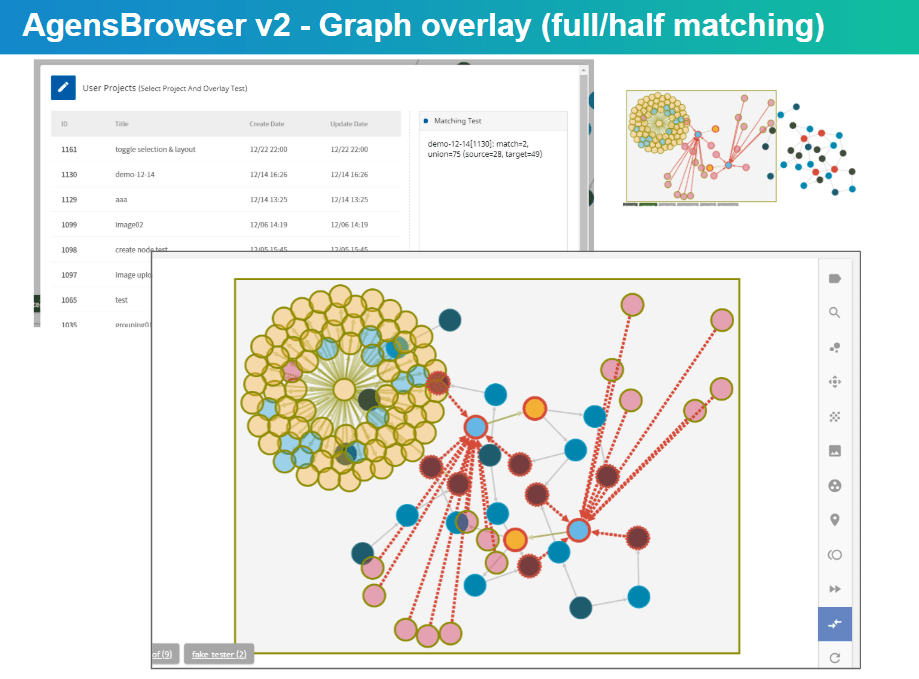 AgensBrowser v2 - Graph overlay (full/half matching)
User Projects (Select Project And Overlay Test)
ID Title Create Date Update Date
1161 toggle selection & layout 12/22 22:00 12/22 22:00
1130 demo-12-14 12/14 16:26 12/14 16:26
1129 aaa 12/14 13:25 12/14 13:25
1099 image02 12/06 14:19 12/06 14:19
1098 create node test 12/05 15:45 12/05 15:45
1097 image uplo
1065 test
1035 grouping01
Matching Test
demo-12-14[1130]: match=2,
union=75 (source=28, target=49)
of (9) fake_tester (2)